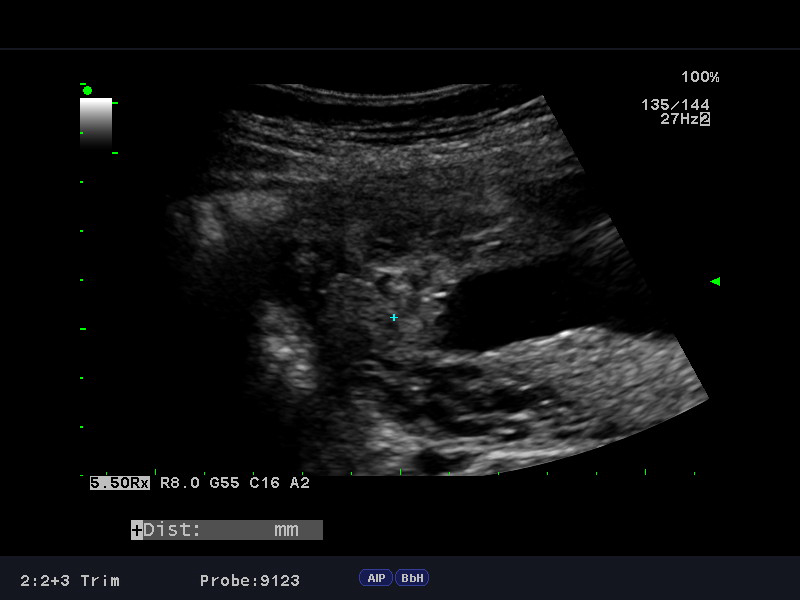 100%
135/144
27Hz2
5.50Rx R8.0 G55 C16 A2
+Dist: mm
2:2+3 Trim Probe:9123 AIP BbH